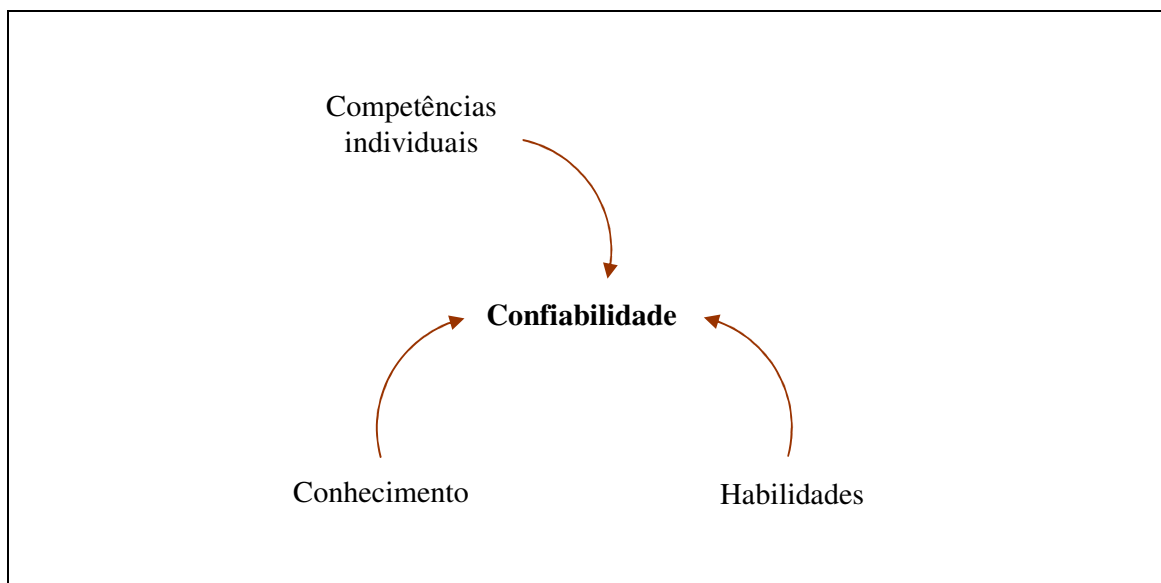 Competências
individuais
Confiabilidade
Conhecimento
Habilidades